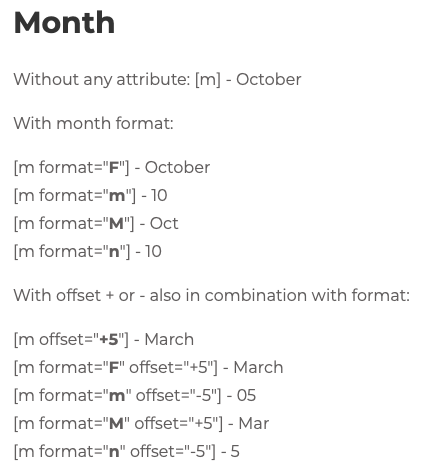 Month
Without any attribute: [m] - October
With month format:
[m format="F"] - October
[m format="m"] - 10
[m format="M"] - Oct
[m format="n"] - 10
With offset + or - also in combination with format:
[m offset="+5"] - March
[m format="F" offset="+5"] - March
[m format="m" offset="-5"] - 05
[m format="M" offset="+5"] - Mar
[m format="n" offset="-5"] - 5